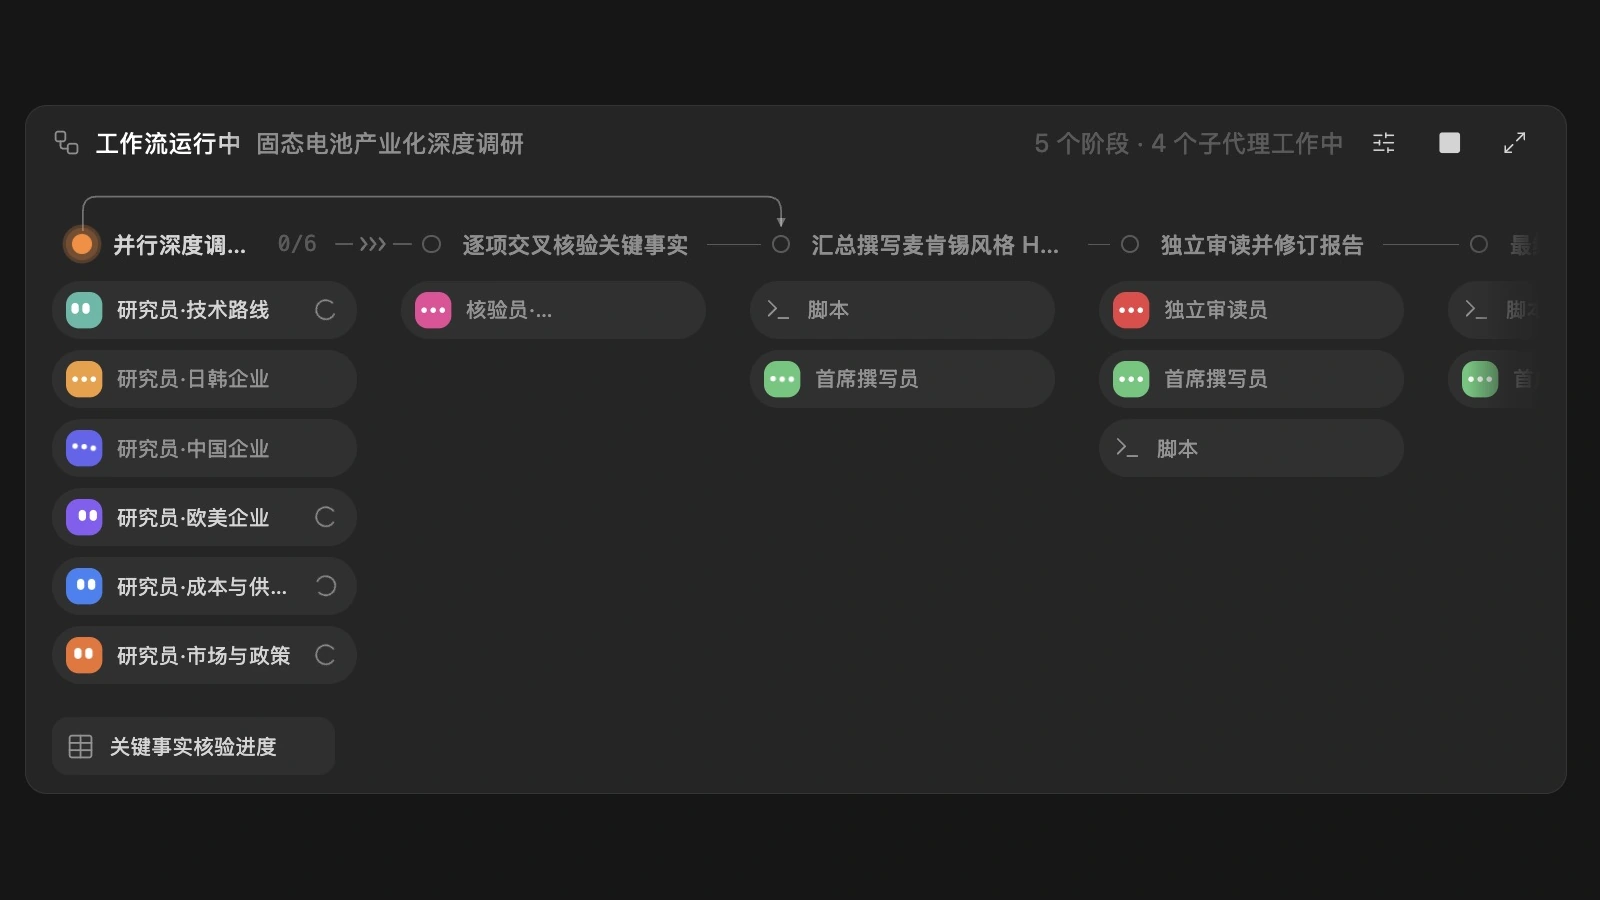 工作流运行中 固态电池产业化深度调研
5 个阶段 · 4 个子代理工作中
并行深度调... 0/6
逐项交叉核验关键事实
汇总撰写麦肯锡风格 H...
独立审读并修订报告
最
研究员·技术路线
研究员·日韩企业
研究员·中国企业
研究员·欧美企业
研究员·成本与供...
研究员·市场与政策
核验员·...
脚本
首席撰写员
独立审读员
首席撰写员
脚本
脚本
首
关键事实核验进度